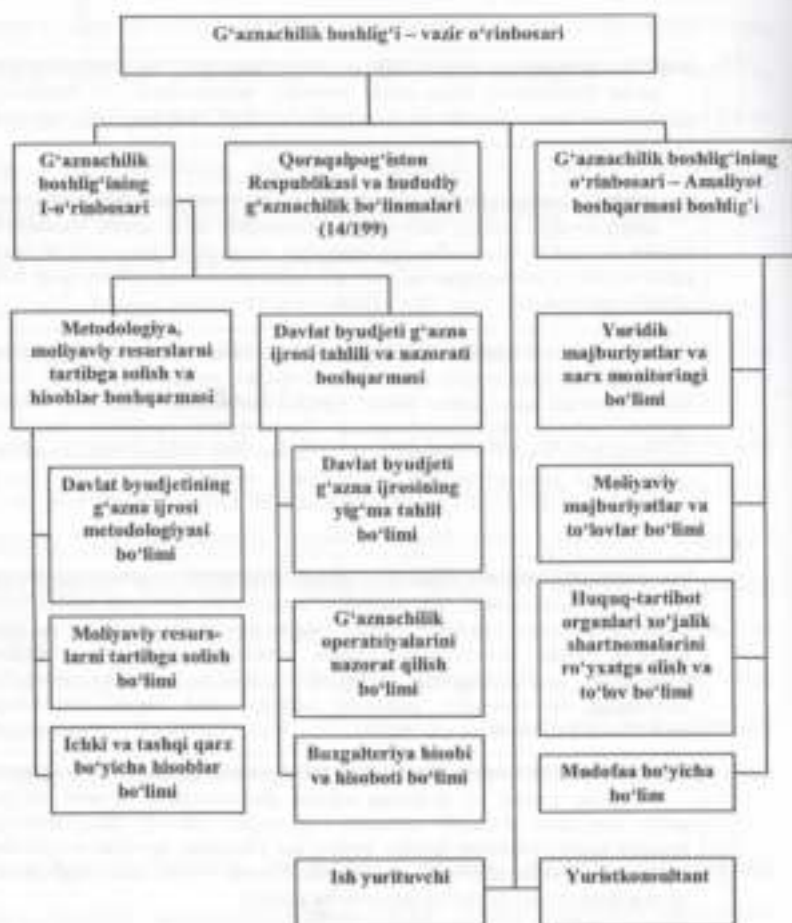 G‘aznachilik boshlig‘i – vazir o‘rinbosari
G‘aznachilik
boshlig‘ining
1-o‘rinbosari
Qoraqalpog‘iston
Respublikasi va hududiy
g‘aznachilik bo‘linmalari
(14/199)
G‘aznachilik boshlig‘ining
o‘rinbosari – Amaliyot
boshqarmasi boshlig‘i
Metodologiya,
moliyaviy resurslarni
tartibga solish va
hisoblar boshqarmasi
Davlat byudjeti g‘azna
ijrosi tahlili va nazorati
boshqarmasi
Yuridik
majburiyatlar va
narx monitoringi
bo‘limi
Davlat byudjetining
g‘azna ijrosi
metodologiyasi
bo‘limi
Davlat byudjeti
g‘azna ijrosining
yig‘ma tahlil
bo‘limi
Moliyaviy
majburiyatlar va
to‘lovlar bo‘limi
Moliyaviy resurs-
larni tartibga solish
bo‘limi
G‘aznachilik
operatsiyalarini
nazorat qilish
bo‘limi
Huquq-tartibot
organlari xo‘jalik
shartnomalarini
ro‘yxatga olish va
to‘lov bo‘limi
Ichki va tashqi qarz
bo‘yicha hisoblar
bo‘limi
Buxgalteriya hisobi
va hisoboti bo‘limi
Mudofaa bo‘yicha
bo‘lim
Ish yurituvchi
Yuristkonsultant